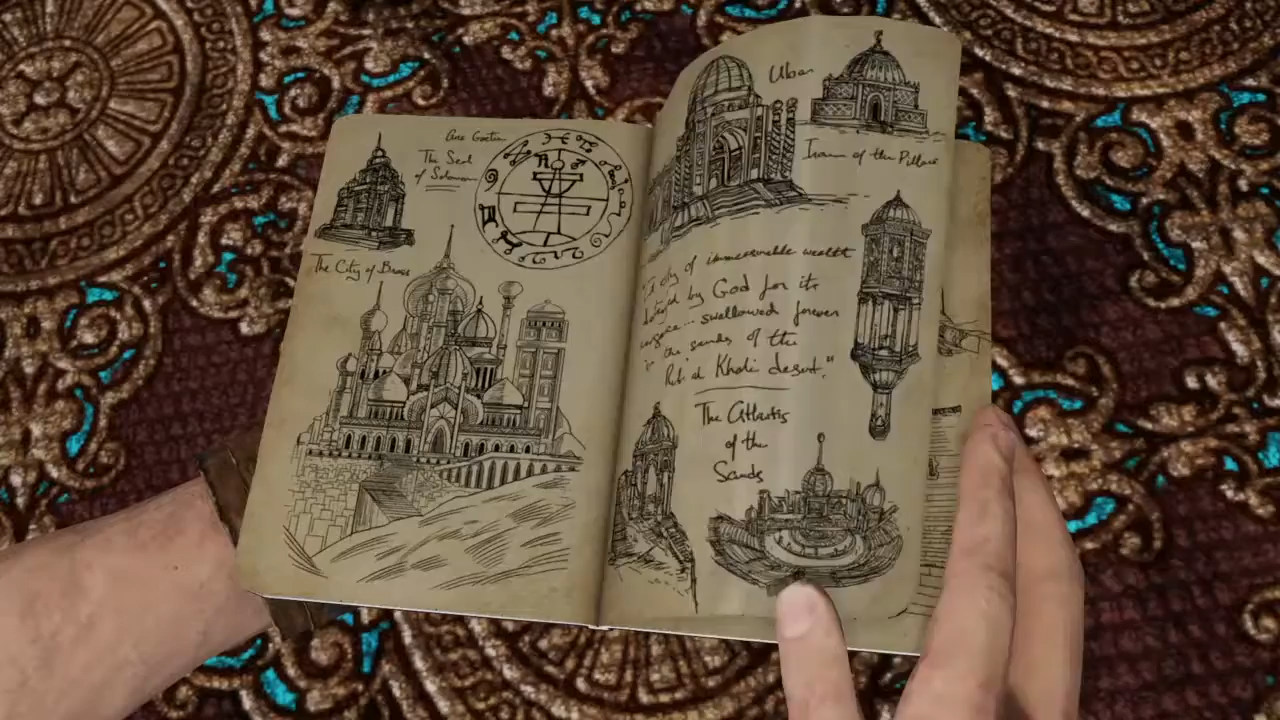 Ars Goetia
The Seal
of Solomon
The City of Brass
Ubar
Iram of the Pillars
"A city of immeasurable wealth
destroyed by God for its
arrogance... swallowed forever
in the sands of the
Rub al Khali desert."
The Atlantis
of the
Sands